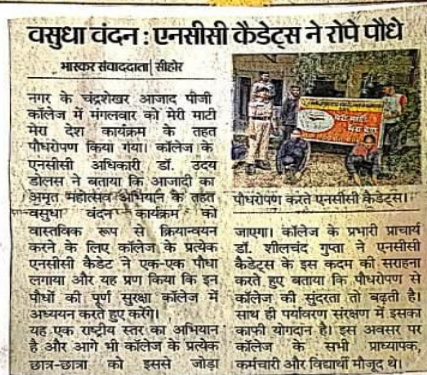 वसुधा वंदन : एनसीसी कैडेट्स ने रोपे पौधे
भास्कर संवाददाता | सीहोर
नगर के चंद्रशेखर आजाद पीजी
कॉलेज में मंगलवार को मेरी माटी
मेरा देश कार्यक्रम के तहत
पौधरोपण किया गया। कॉलेज के
एनसीसी अधिकारी डॉ. उदय
डोलस ने बताया कि आजादी का
अमृत महोत्सव अभियान के तहत
वसुधा वंदन कार्यक्रम को
वास्तविक रूप से क्रियान्वयन
करने के लिए कॉलेज के प्रत्येक
एनसीसी कैडेट ने एक-एक पौधा
लगाया और यह प्रण किया कि इन
पौधों की पूर्ण सुरक्षा कॉलेज में
अध्ययन करते हुए करेंगे।
यह एक राष्ट्रीय स्तर का अभियान
है और आगे भी कॉलेज के प्रत्येक
छात्र-छात्रा को इससे जोड़ा
मेरी माटी
मेरा देश
पौधरोपण करते एनसीसी कैडेट्स।
जाएगा। कॉलेज के प्रभारी प्राचार्य
डॉ. शीलचंद गुप्ता ने एनसीसी
कैडेट्स के इस कदम की सराहना
करते हुए बताया कि पौधरोपण से
कॉलेज की सुंदरता तो बढ़ती है।
साथ ही पर्यावरण संरक्षण में इसका
काफी योगदान है। इस अवसर पर
कॉलेज के सभी प्राध्यापक,
कर्मचारी और विद्यार्थी मौजूद थे।